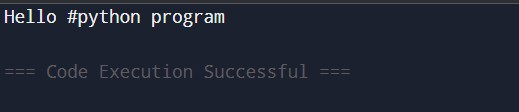 Hello #python program
=== Code Execution Successful ===